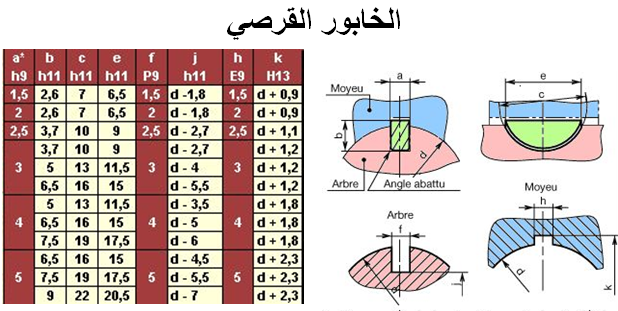 الخابور القرصي
a* b c e f j h k
h9 h11 h11 h11 P9 h11 E9 H13
1,5 2,6 7 6,5 1,5 d -1,8 1,5 d + 0,9
2 2,6 7 6,5 2 d - 1,8 2 d + 0,9
2,5 3,7 10 9 2,5 d - 2,7 2,5 d + 1,1
3,7 10 9 d - 2,7 d + 1,2
3 5 13 11,5 3 d - 4 3 d + 1,2
6,5 16 15 d - 5,5 d + 1,2
5 13 11,5 d - 3,5 d + 1,8
4 6,5 16 15 4 d - 5 4 d + 1,8
7,5 19 17,5 d - 6 d + 1,8
6,5 16 15 d - 4,5 d + 2,3
5 7,5 19 17,5 5 d - 5,5 5 d + 2,3
9 22 20,5 d - 7 d + 2,3
a
Moyeu
b
d
Arbre
Angle abattu
e
c
Arbre
f
d
j
Moyeu
h
d
k